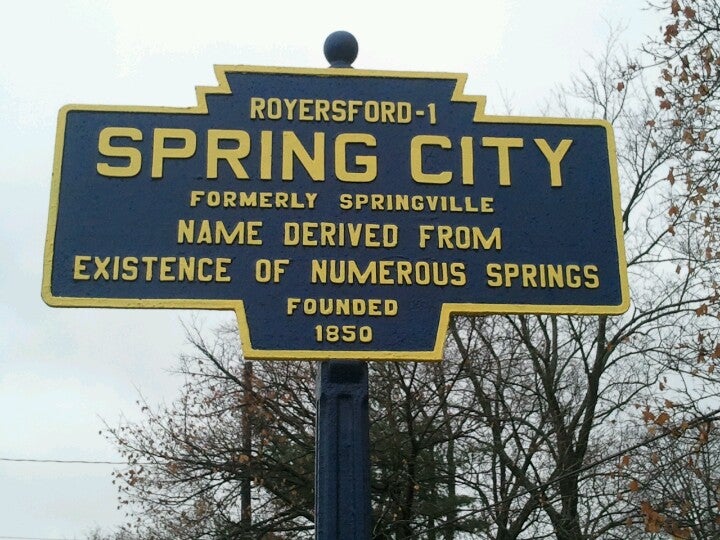 ROYERSFORD-1
SPRING CITY
FORMERLY SPRINGVILLE
NAME DERIVED FROM
EXISTENCE OF NUMEROUS SPRINGS
FOUNDED
1850